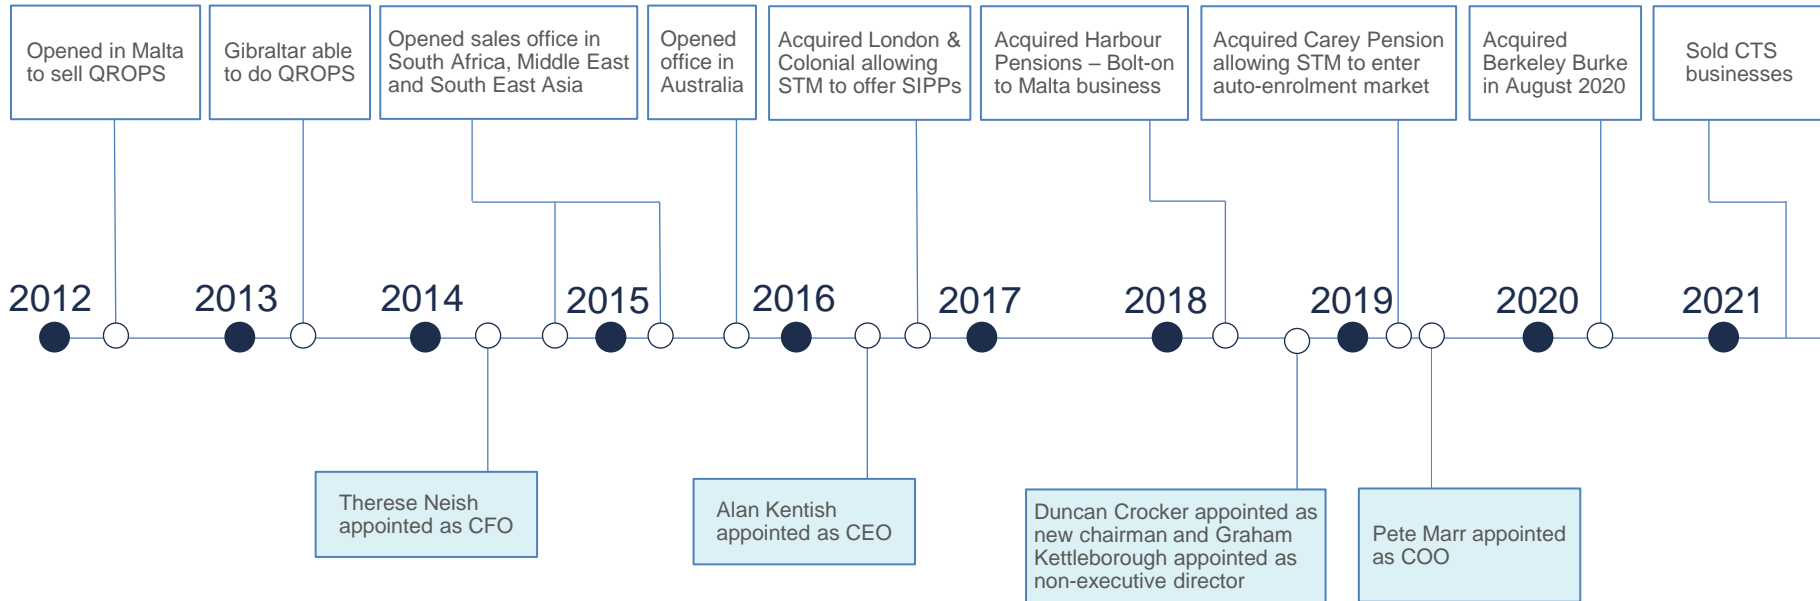 Opened in Malta
to sell QROPS
Gibraltar able
to do QROPS
Opened sales office in
South Africa, Middle East
and South East Asia
Opened
office in
Australia
Acquired London &
Colonial allowing
STM to offer SIPPs
Acquired Harbour
Pensions – Bolt-on
to Malta business
Acquired Carey Pension
allowing STM to enter
auto-enrolment market
Acquired
Berkeley Burke
in August 2020
Sold CTS
businesses
2012
2013
2014
2015
2016
2017
2018
2019
2020
2021
Therese Neish
appointed as CFO
Alan Kentish
appointed as CEO
Duncan Crocker appointed as
new chairman and Graham
Kettleborough appointed as
non-executive director
Pete Marr appointed
as COO